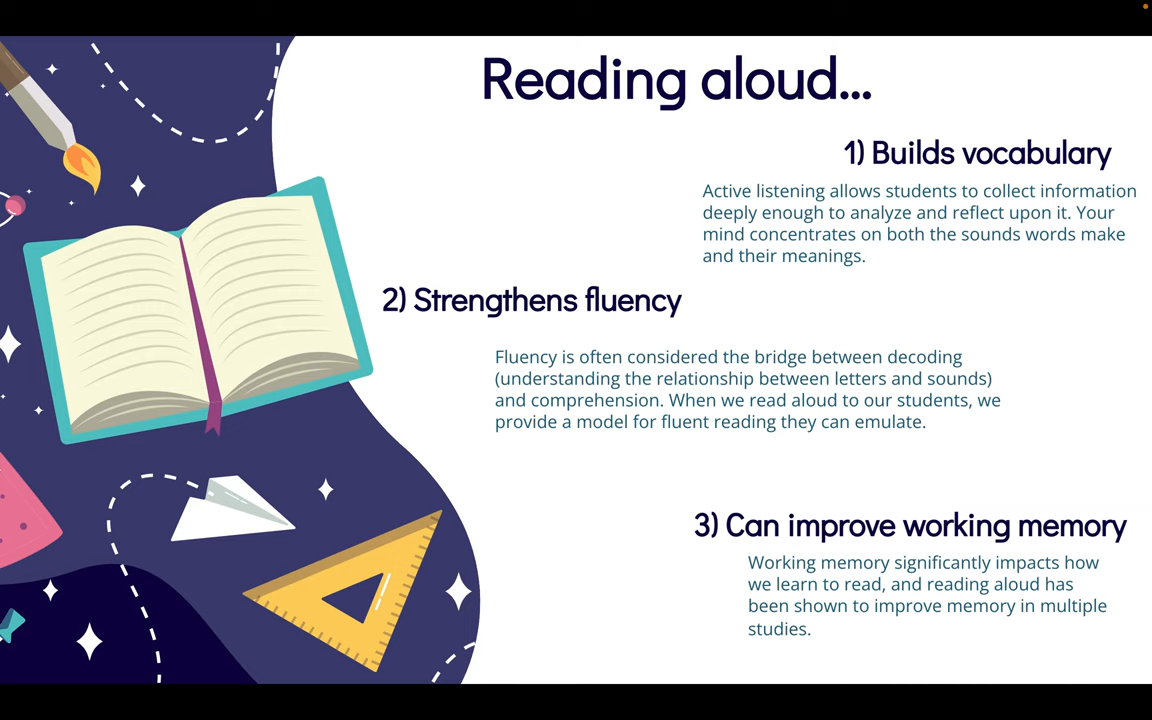 Reading aloud...
1) Builds vocabulary
Active listening allows students to collect information
deeply enough to analyze and reflect upon it. Your
mind concentrates on both the sounds words make
and their meanings.
2) Strengthens fluency
Fluency is often considered the bridge between decoding
(understanding the relationship between letters and sounds)
and comprehension. When we read aloud to our students, we
provide a model for fluent reading they can emulate.
3) Can improve working memory
Working memory significantly impacts how
we learn to read, and reading aloud has
been shown to improve memory in multiple
studies.